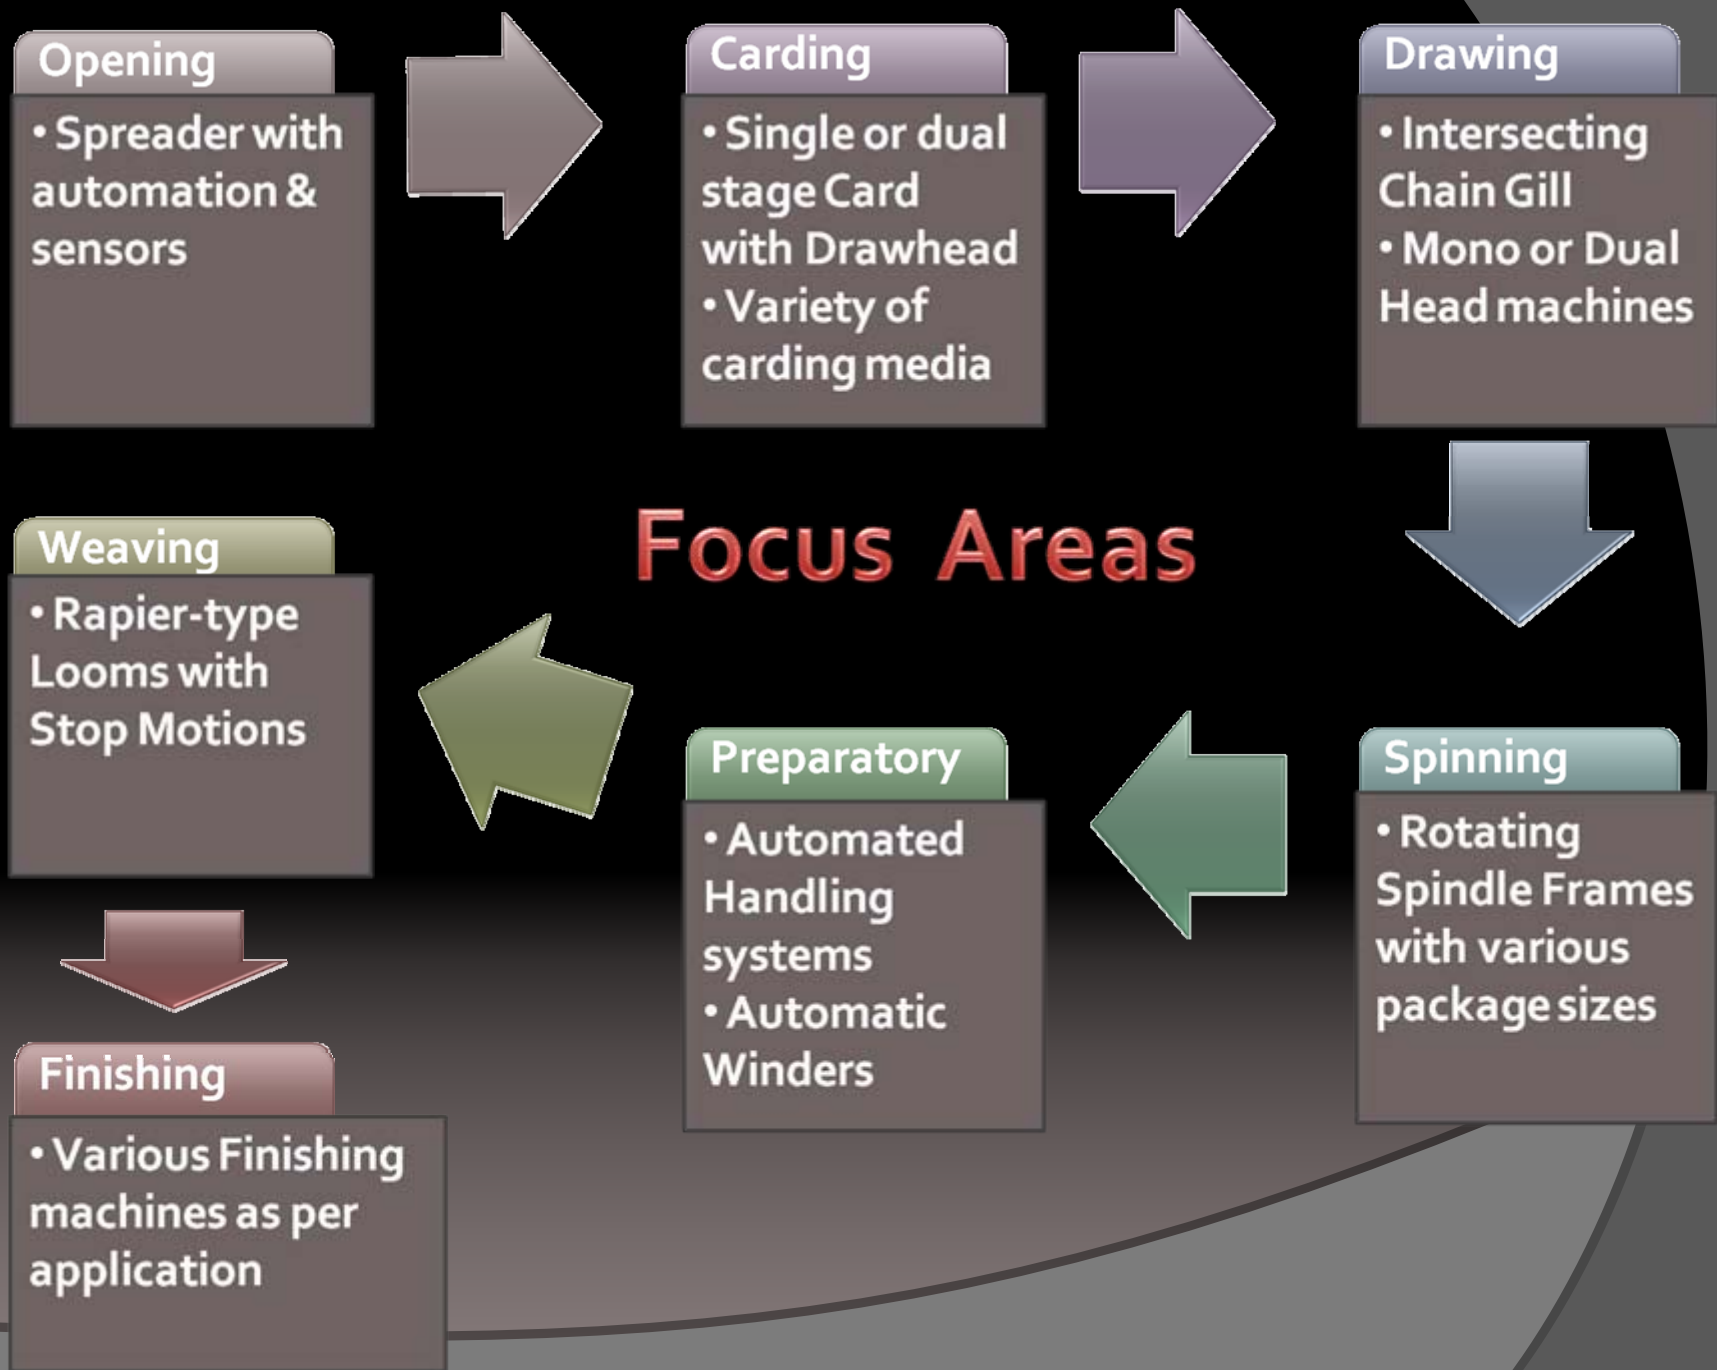 Opening
• Spreader with
automation &
sensors
Carding
• Single or dual
stage Card
with Drawhead
• Variety of
carding media
Drawing
• Intersecting
Chain Gill
• Mono or Dual
Head machines
Focus Areas
Spinning
• Rotating
Spindle Frames
with various
package sizes
Preparatory
• Automated
Handling
systems
• Automatic
Winders
Weaving
• Rapier-type
Looms with
Stop Motions
Finishing
• Various Finishing
machines as per
application